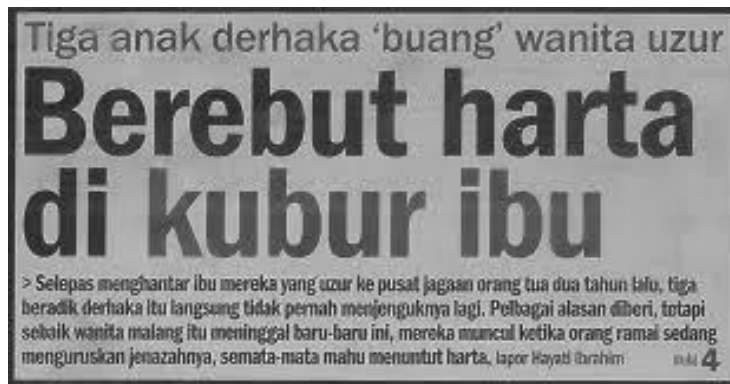 Tiga anak derhaka ‘buang’ wanita uzur
Berebut harta
di kubur ibu
> Selepas menghantar ibu mereka yang uzur ke pusat jagaan orang tua dua tahun lalu, tiga
beradik derhaka itu langsung tidak pernah menjenguknya lagi. Pelbagai alasan diberi, tetapi
sebaik wanita malang itu meninggal baru-baru ini, mereka muncul ketika orang ramai sedang
menguruskan jenazahnya, semata-mata mahu menuntut harta, lapor Hayati Ibrahim
4